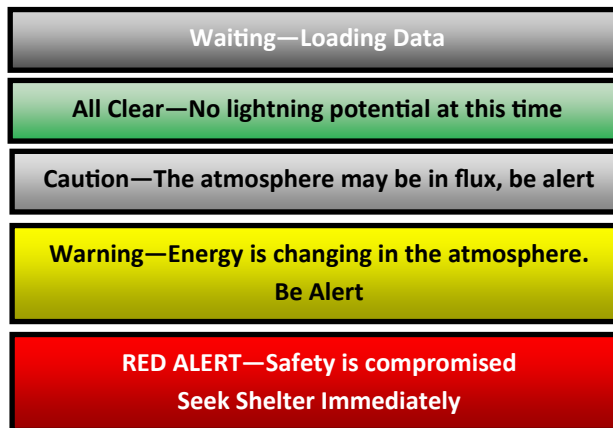 Waiting—Loading Data
All Clear—No lightning potential at this time
Caution—The atmosphere may be in flux, be alert
Warning—Energy is changing in the atmosphere.
Be Alert
RED ALERT—Safety is compromised
Seek Shelter Immediately